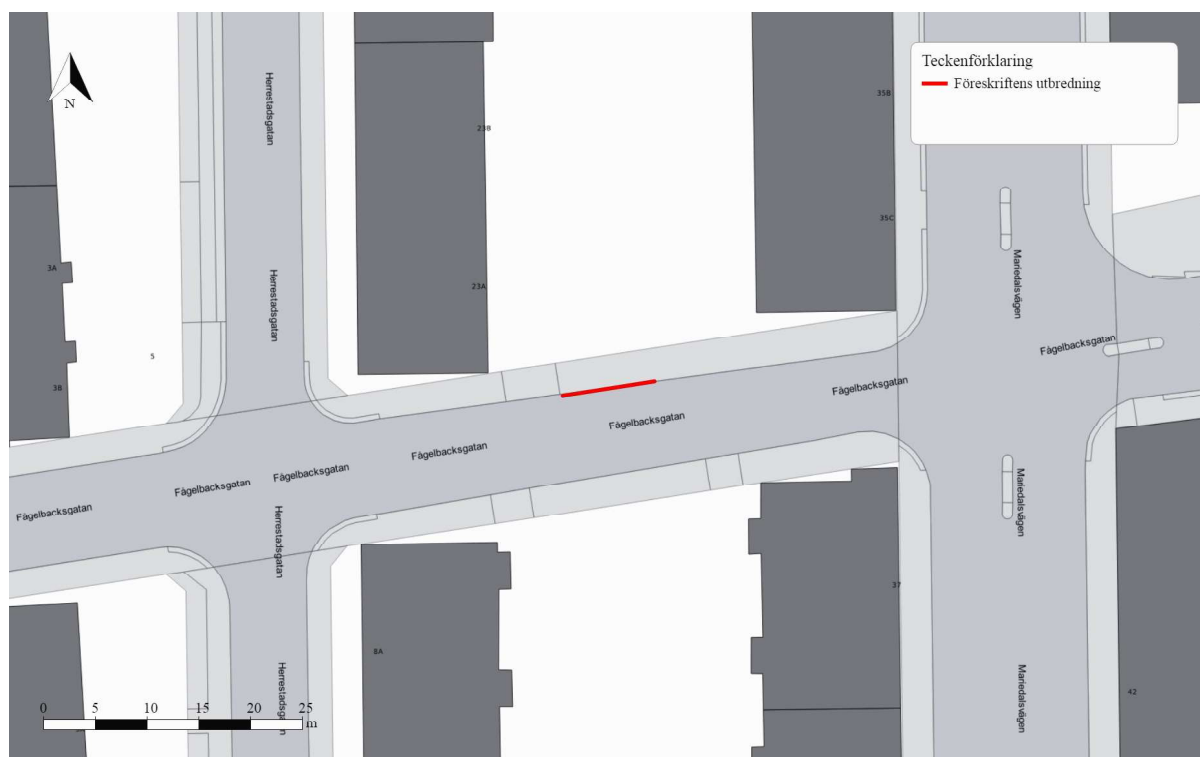 Teckenförklaring
Föreskriftens utbredning
N
Herrestadsgatan
35B
23B
35C
Mariedalsvägen
3A
Herrestadsgatan
23A
5
Fågelbacksgatan
3B
Fågelbacksgatan
Fågelbacksgatan
Fågelbacksgatan
Fågelbacksgatan
Fågelbacksgatan
Fågelbacksgatan
Mariedalsvägen
Herrestadsgatan
37
8A
Herrestadsgatan
Mariedalsvägen
42
0 5 10 15 20 25
m